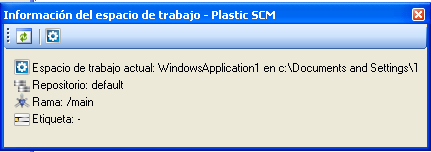 Información del espacio de trabajo - Plastic SCM
Espacio de trabajo actual: WindowsApplication1 en c:\Documents and Settings\1
Repositorio: default
Rama: /main
Etiqueta: -